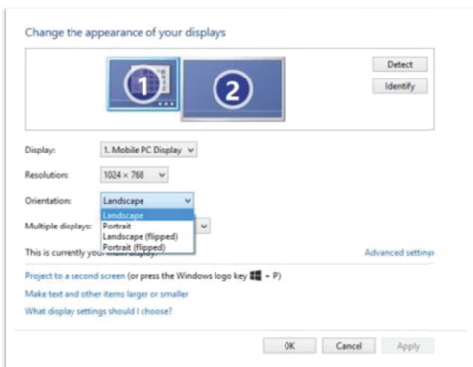 Change the appearance of your displays
1
2
Detect
Identify
Display:
1. Mobile PC Display
Resolution:
1024 × 768
Orientation:
Landscape
Landscape
Portrait
Landscape (flipped)
Portrait (flipped)
Multiple displays:
This is currently your main display.
Advanced settings
Project to a second screen (or press the Windows logo key + P)
Make text and other items larger or smaller
What display settings should I choose?
OK
Cancel
Apply